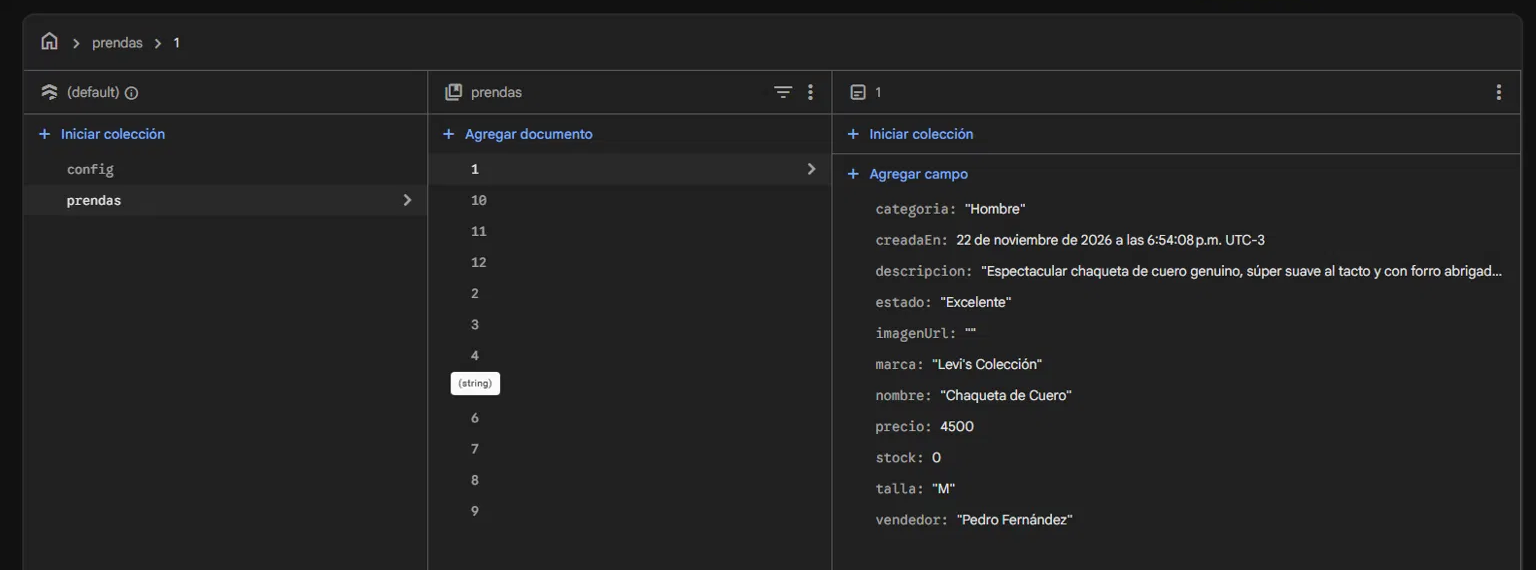 prendas > 1
(default)
prendas
1
+ Iniciar colección
+ Agregar documento
+ Iniciar colección
config
prendas
1
10
11
12
2
3
4
(string)
6
7
8
9
+ Agregar campo
categoria: "Hombre"
creadaEn: 22 de noviembre de 2026 a las 6:54:08 p.m. UTC-3
descripcion: "Espectacular chaqueta de cuero genuino, súper suave al tacto y con forro abrigad...
estado: "Excelente"
imagenUrl: ""
marca: "Levi's Colección"
nombre: "Chaqueta de Cuero"
precio: 4500
stock: 0
talla: "M"
vendedor: "Pedro Fernández"